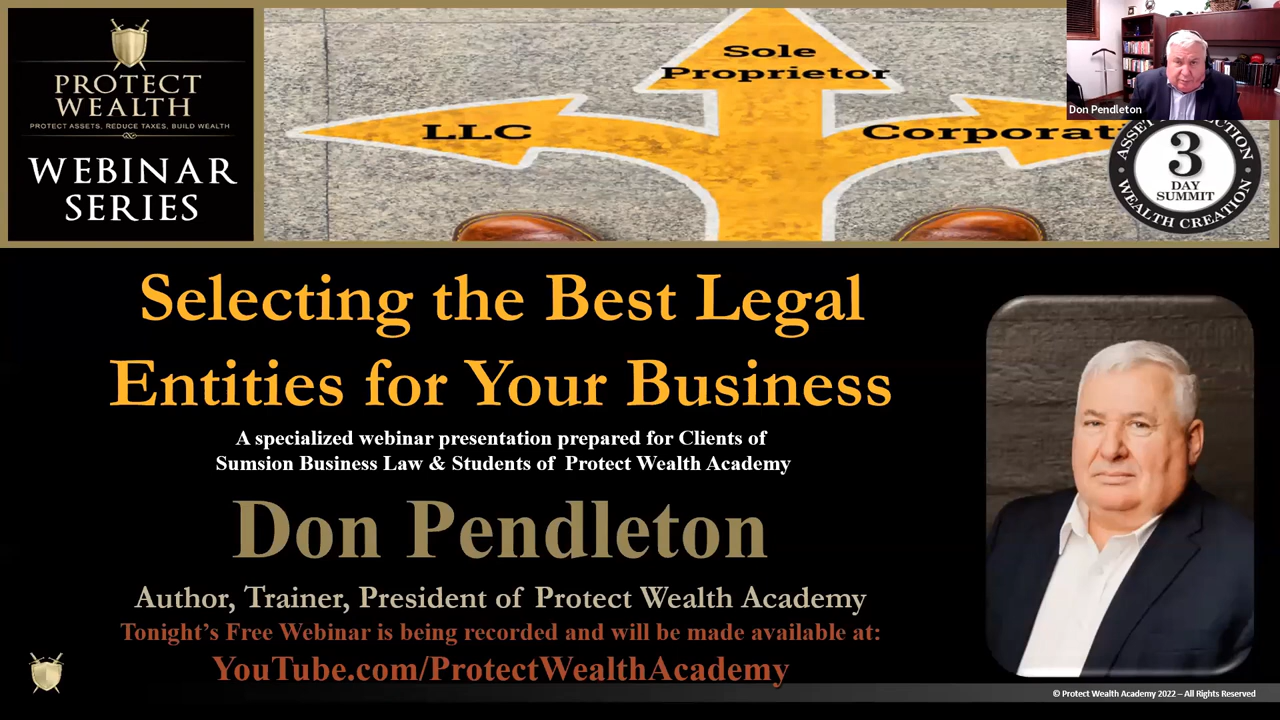 PROTECT
WEALTH
PROTECT ASSETS, REDUCE TAXES, BUILD WEALTH
WEBINAR
SERIES
Sole
Proprietor
LLC
Corporat
Don Pendleton
3
DAY
SUMMIT
WEALTH CREATION
Selecting the Best Legal
Entities for Your Business
A specialized webinar presentation prepared for Clients of
Sumsion Business Law & Students of Protect Wealth Academy
Don Pendleton
Author, Trainer, President of Protect Wealth Academy
Tonight’s Free Webinar is being recorded and will be made available at:
YouTube.com/ProtectWealthAcademy
© Protect Wealth Academy 2022 – All Rights Reserved